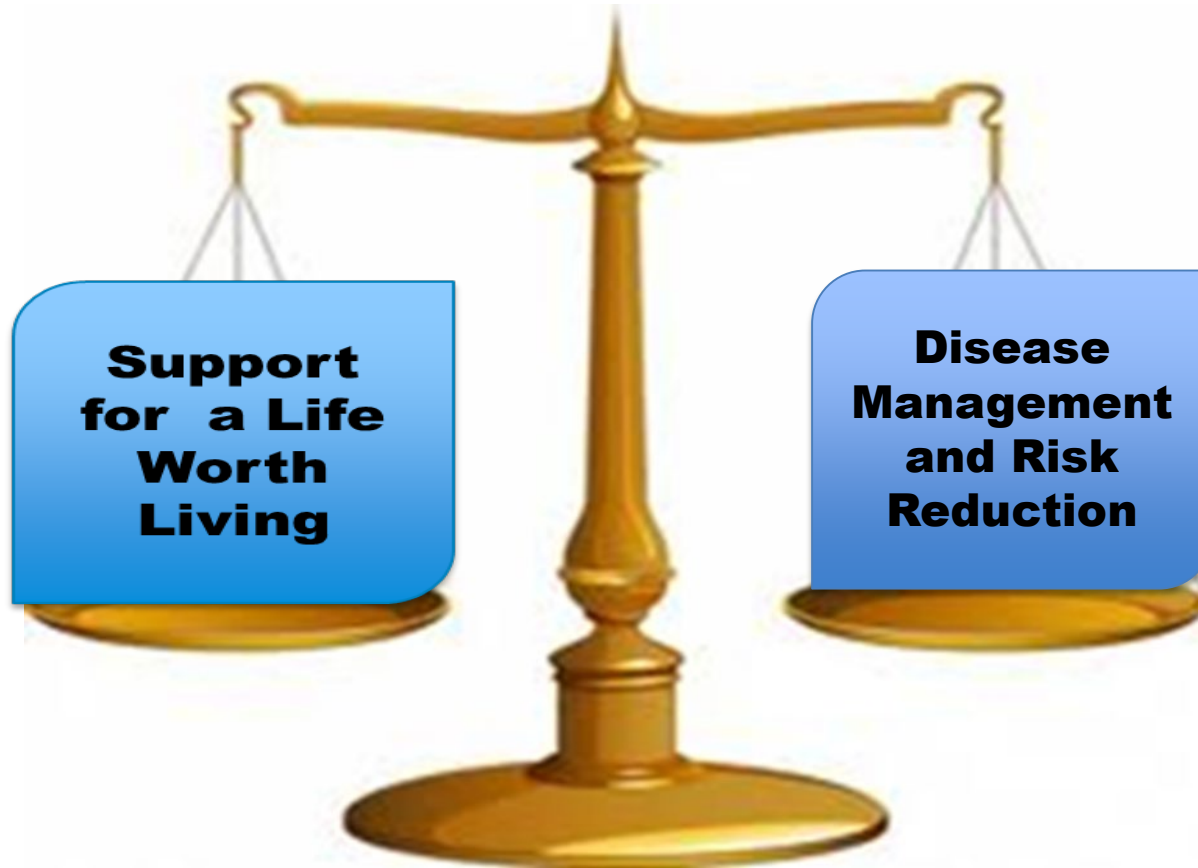 Support
for a Life
Worth
Living
Disease
Management
and Risk
Reduction